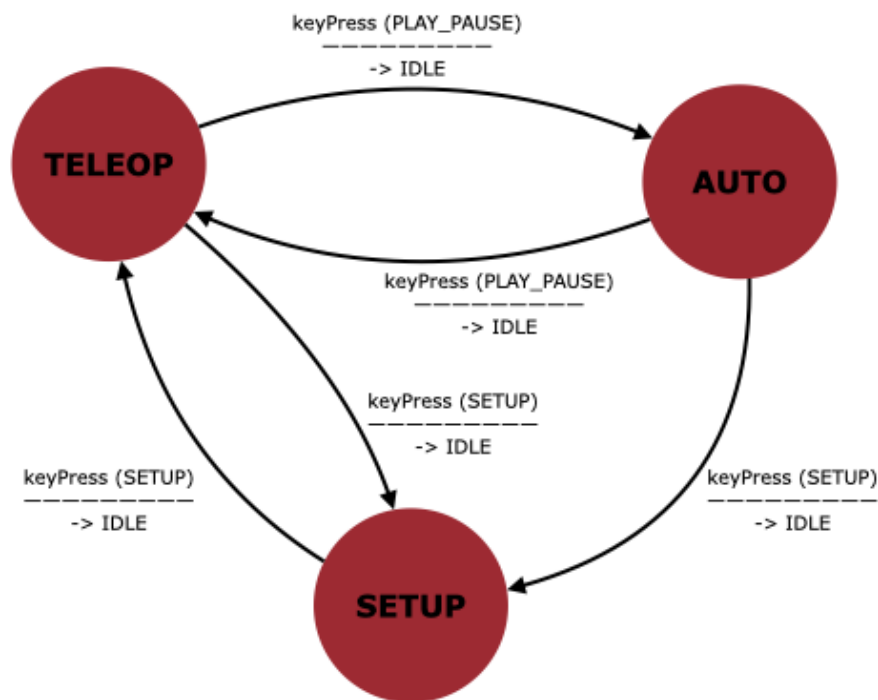 keyPress (PLAY_PAUSE)
—————————
-> IDLE
TELEOP
AUTO
keyPress (PLAY_PAUSE)
—————————
-> IDLE
keyPress (SETUP)
—————————
-> IDLE
keyPress (SETUP)
—————————
-> IDLE
keyPress (SETUP)
—————————
-> IDLE
SETUP